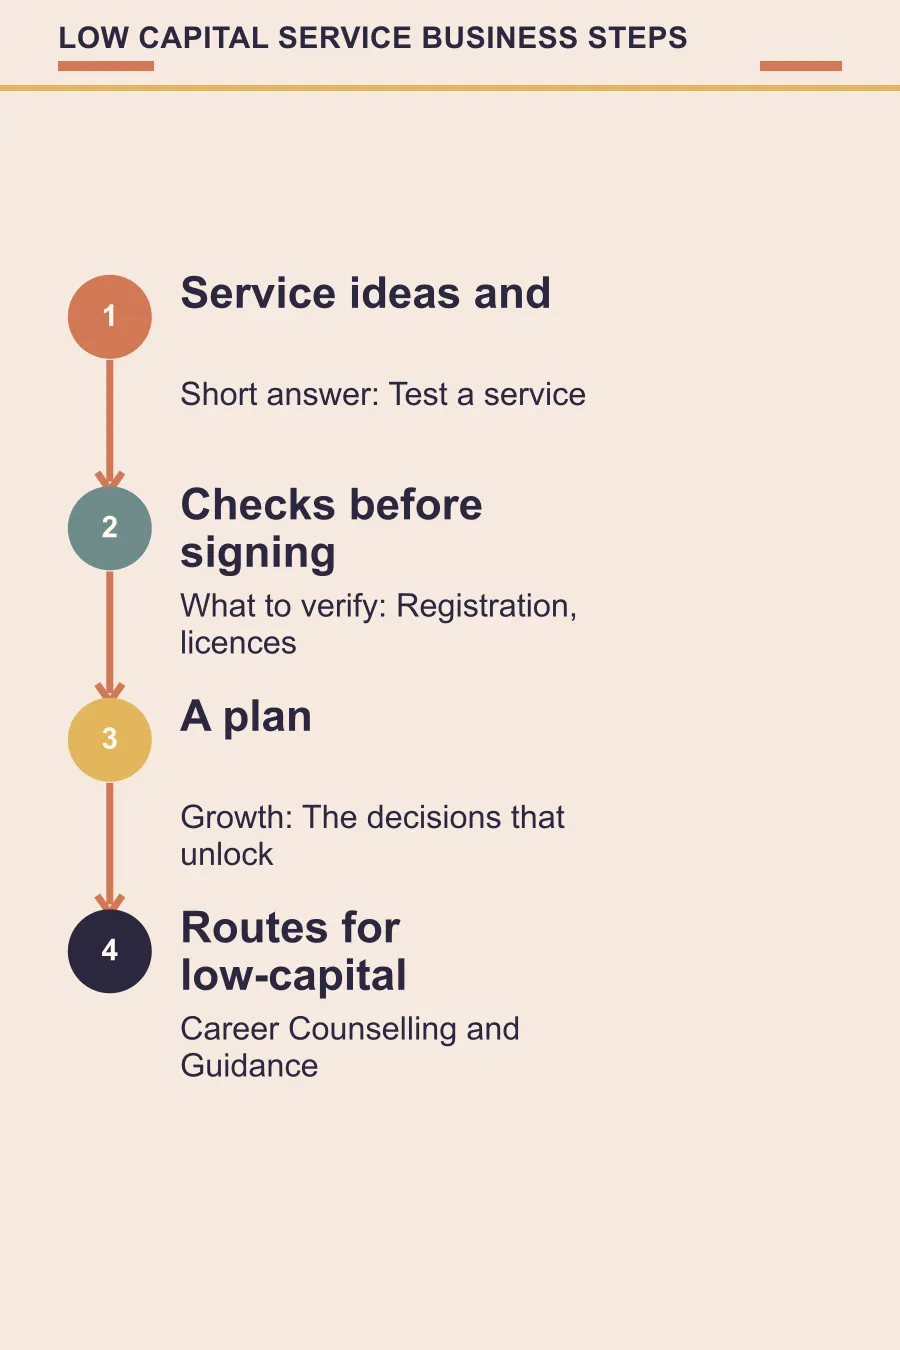 LOW CAPITAL SERVICE BUSINESS STEPS
1
Service ideas and
Short answer: Test a service
2
Checks before
signing
What to verify: Registration,
licences
3
A plan
Growth: The decisions that
unlock
4
Routes for
low-capital
Career Counselling and
Guidance